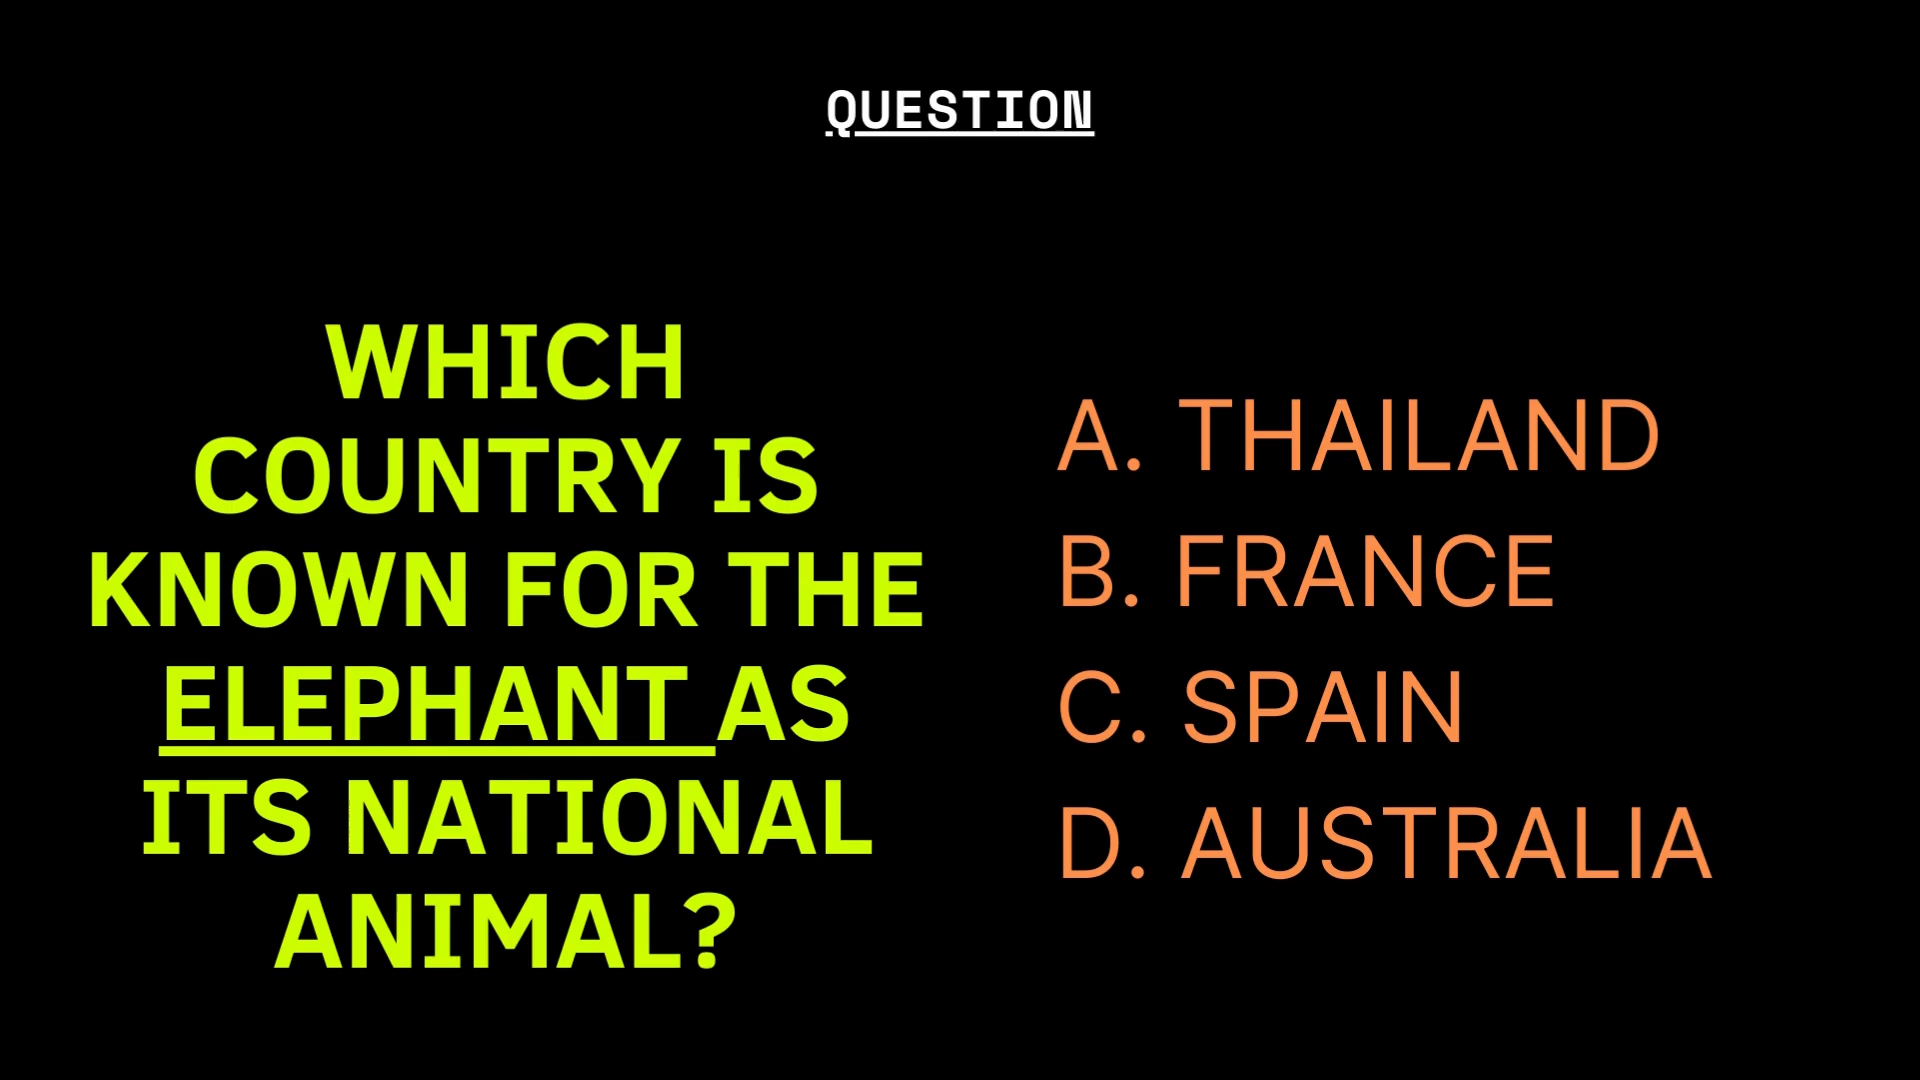 QUESTION
WHICH
COUNTRY IS
KNOWN FOR THE
ELEPHANT AS
ITS NATIONAL
ANIMAL?
A. THAILAND
B. FRANCE
C. SPAIN
D. AUSTRALIA